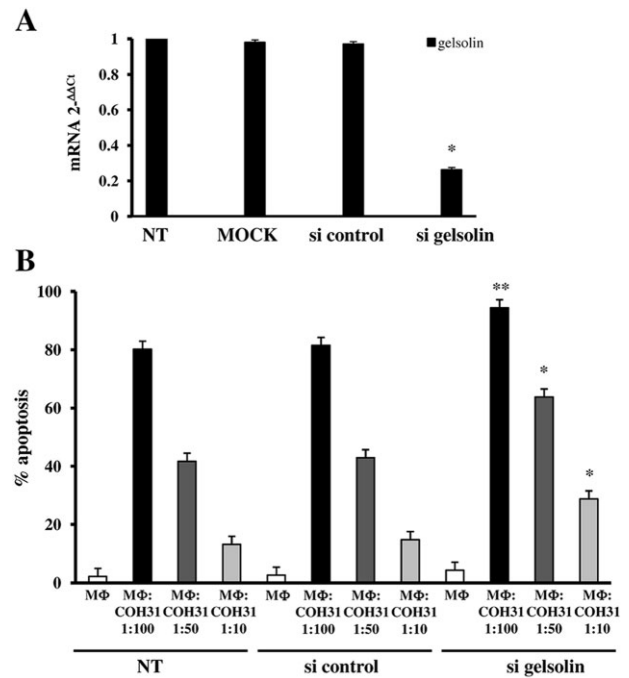 A
mRNA 2-ΔΔCt
1
0.8
0.6
0.4
0.2
0
gelsolin
*
NT MOCK si control si gelsolin
B
% apoptosis
100
80
60
40
20
0
** * *
MΦ MΦ: MΦ: MΦ: MΦ MΦ: MΦ: MΦ: MΦ MΦ: MΦ: MΦ:
COH31 COH31 COH31 COH31 COH31 COH31 COH31 COH31 COH31
1:100 1:50 1:10 1:100 1:50 1:10 1:100 1:50 1:10
NT si control si gelsolin